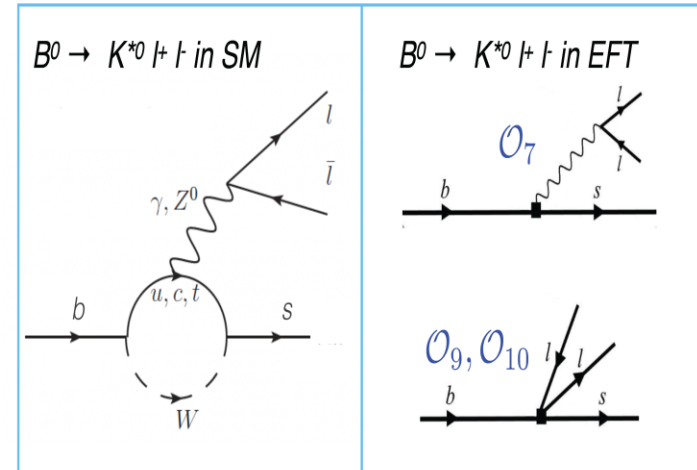 B⁰ → K*⁰ l⁺ l⁻ in SM
l
l̄
γ, Z⁰
u, c, t
b
s
W
B⁰ → K*⁰ l⁺ l⁻ in EFT
l
𝒪₇
l
b
s
𝒪₉, 𝒪₁₀
l
l
b
s